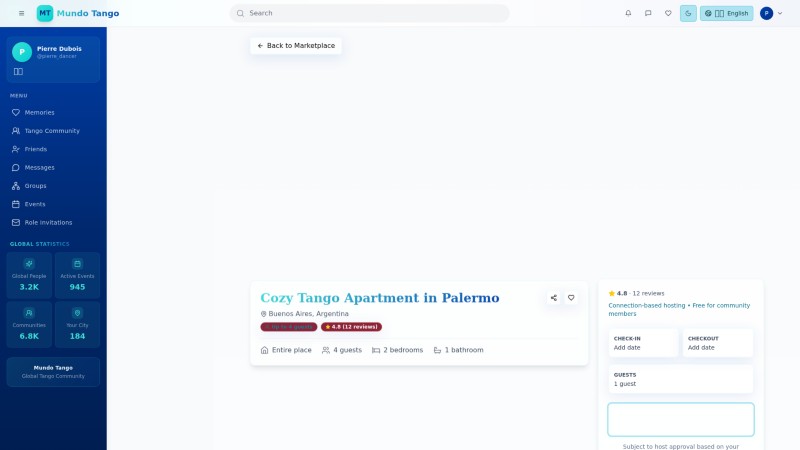 MT Mundo Tango
Search
English
P
P
Pierre Dubois
@pierre_dancer
MENU
Memories
Tango Community
Friends
Messages
Groups
Events
Role Invitations
GLOBAL STATISTICS
Global People
3.2K
Active Events
945
Communities
6.8K
Your City
184
Mundo Tango
Global Tango Community
Back to Marketplace
Cozy Tango Apartment in Palermo
Buenos Aires, Argentina
Up to 4 guests
4.8 (12 reviews)
Entire place
4 guests
2 bedrooms
1 bathroom
4.8 · 12 reviews
Connection-based hosting • Free for community
members
CHECK-IN
Add date
CHECKOUT
Add date
GUESTS
1 guest
Subject to host approval based on your